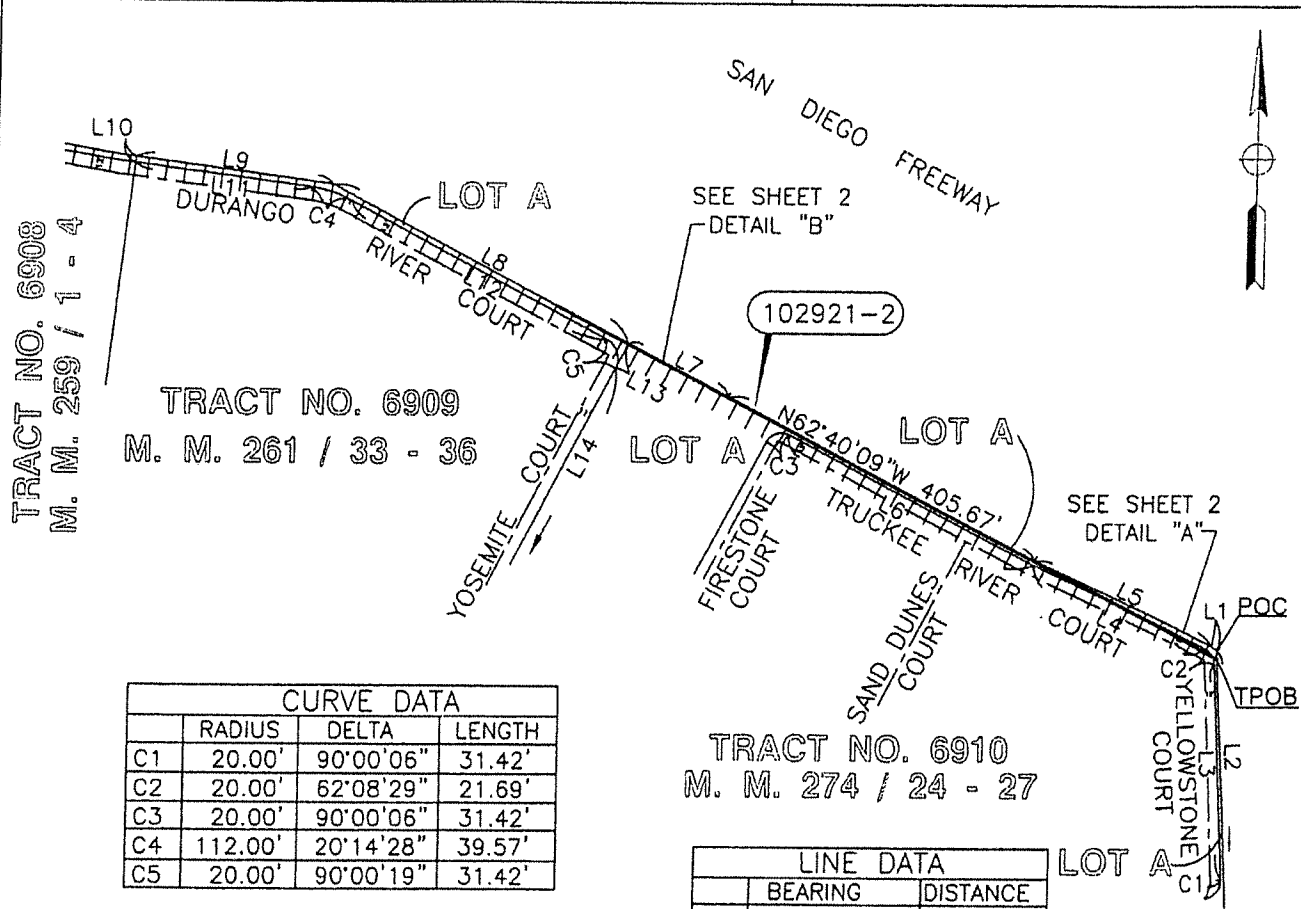 SAN DIEGO FREEWAY
L10
L9
L11
DURANGO C4
RIVER
COURT
LOT A
L8
L12
SEE SHEET 2
DETAIL "B"
102921-2
TRACT NO. 6908
M. M. 259 / 1 - 4
TRACT NO. 6909
M. M. 261 / 33 - 36
C5
L13
L7
YOSEMITE COURT
L14
LOT A
N62°40'09"W 405.67'
C3
FIRESTONE
COURT
LOT A
TRUCKEE
L6
RIVER
COURT
SAND DUNES
COURT
SEE SHEET 2
DETAIL "A"
L5
L4
L1
POC
C2
TPOB
YELLOWSTONE
COURT
L3
L2
LOT A
C1
TRACT NO. 6910
M. M. 274 / 24 - 27
CURVE DATA
RADIUS DELTA LENGTH
C1 20.00' 90°00'06" 31.42'
C2 20.00' 62°08'29" 21.69'
C3 20.00' 90°00'06" 31.42'
C4 112.00' 20°14'28" 39.57'
C5 20.00' 90°00'19" 31.42'
LINE DATA
BEARING DISTANCE